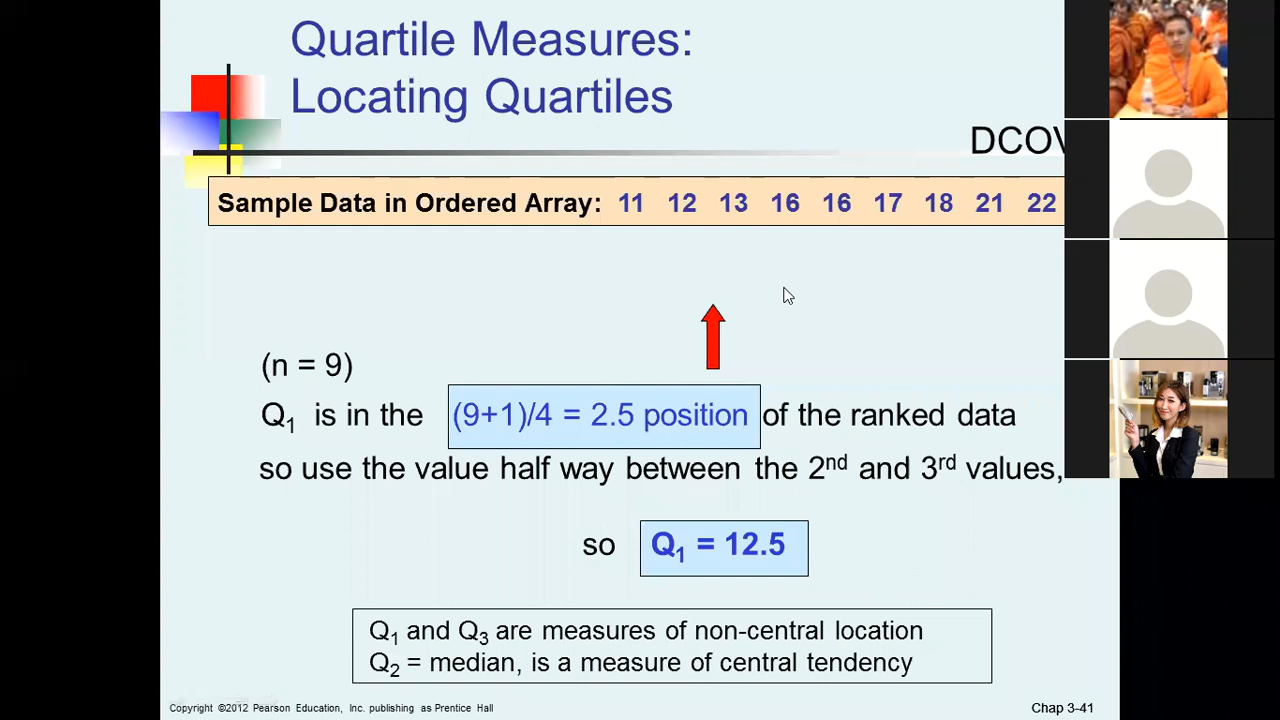 Quartile Measures:
Locating Quartiles
DCOV
Sample Data in Ordered Array: 11 12 13 16 16 17 18 21 22
(n = 9)
Q1 is in the (9+1)/4 = 2.5 position of the ranked data
so use the value half way between the 2nd and 3rd values,
so Q1 = 12.5
Q1 and Q3 are measures of non-central location
Q2 = median, is a measure of central tendency
Copyright ©2012 Pearson Education, Inc. publishing as Prentice Hall
Chap 3-41